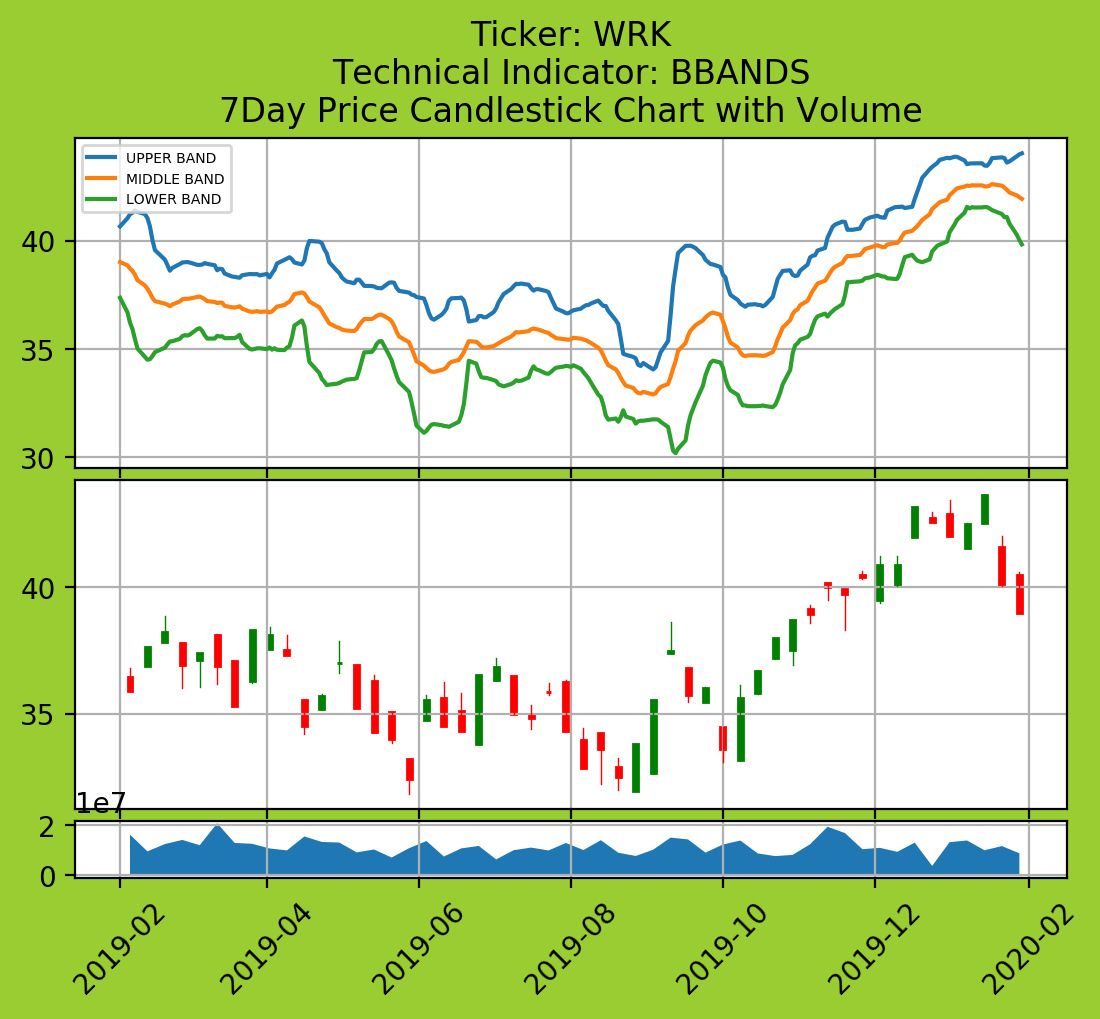 Ticker: WRK
Technical Indicator: BBANDS
7Day Price Candlestick Chart with Volume
UPPER BAND
MIDDLE BAND
LOWER BAND
40
35
30
40
35
1e7
2
0
2019-02
2019-04
2019-06
2019-08
2019-10
2019-12
2020-02